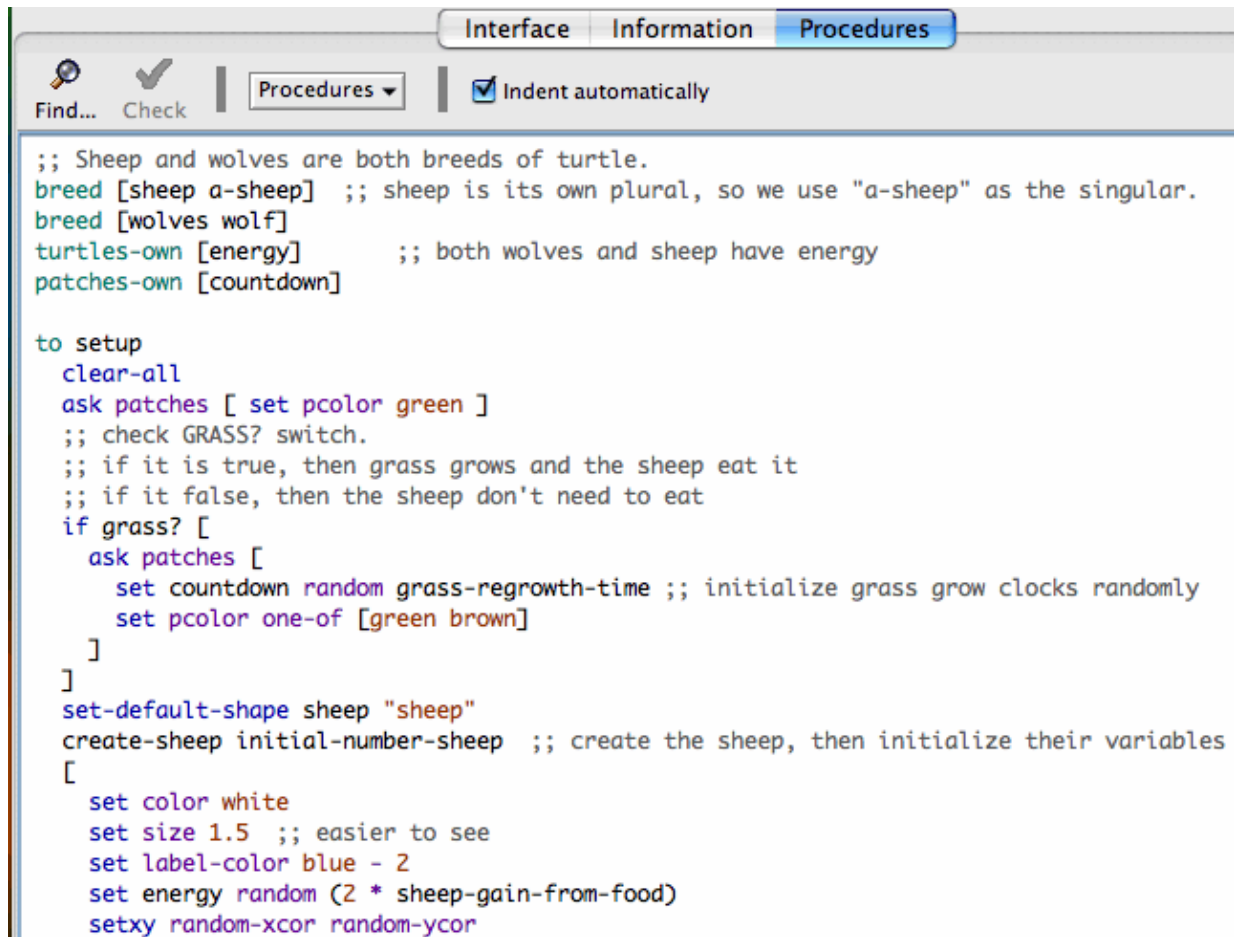 Interface Information Procedures
Find... Check Procedures Indent automatically
;; Sheep and wolves are both breeds of turtle.
breed [sheep a-sheep]  ;; sheep is its own plural, so we use "a-sheep" as the singular.
breed [wolves wolf]
turtles-own [energy]        ;; both wolves and sheep have energy
patches-own [countdown]

to setup
  clear-all
  ask patches [ set pcolor green ]
  ;; check GRASS? switch.
  ;; if it is true, then grass grows and the sheep eat it
  ;; if it false, then the sheep don't need to eat
  if grass? [
    ask patches [
      set countdown random grass-regrowth-time ;; initialize grass grow clocks randomly
      set pcolor one-of [green brown]
    ]
  ]
  set-default-shape sheep "sheep"
  create-sheep initial-number-sheep  ;; create the sheep, then initialize their variables
  [
    set color white
    set size 1.5  ;; easier to see
    set label-color blue - 2
    set energy random (2 * sheep-gain-from-food)
    setxy random-xcor random-ycor